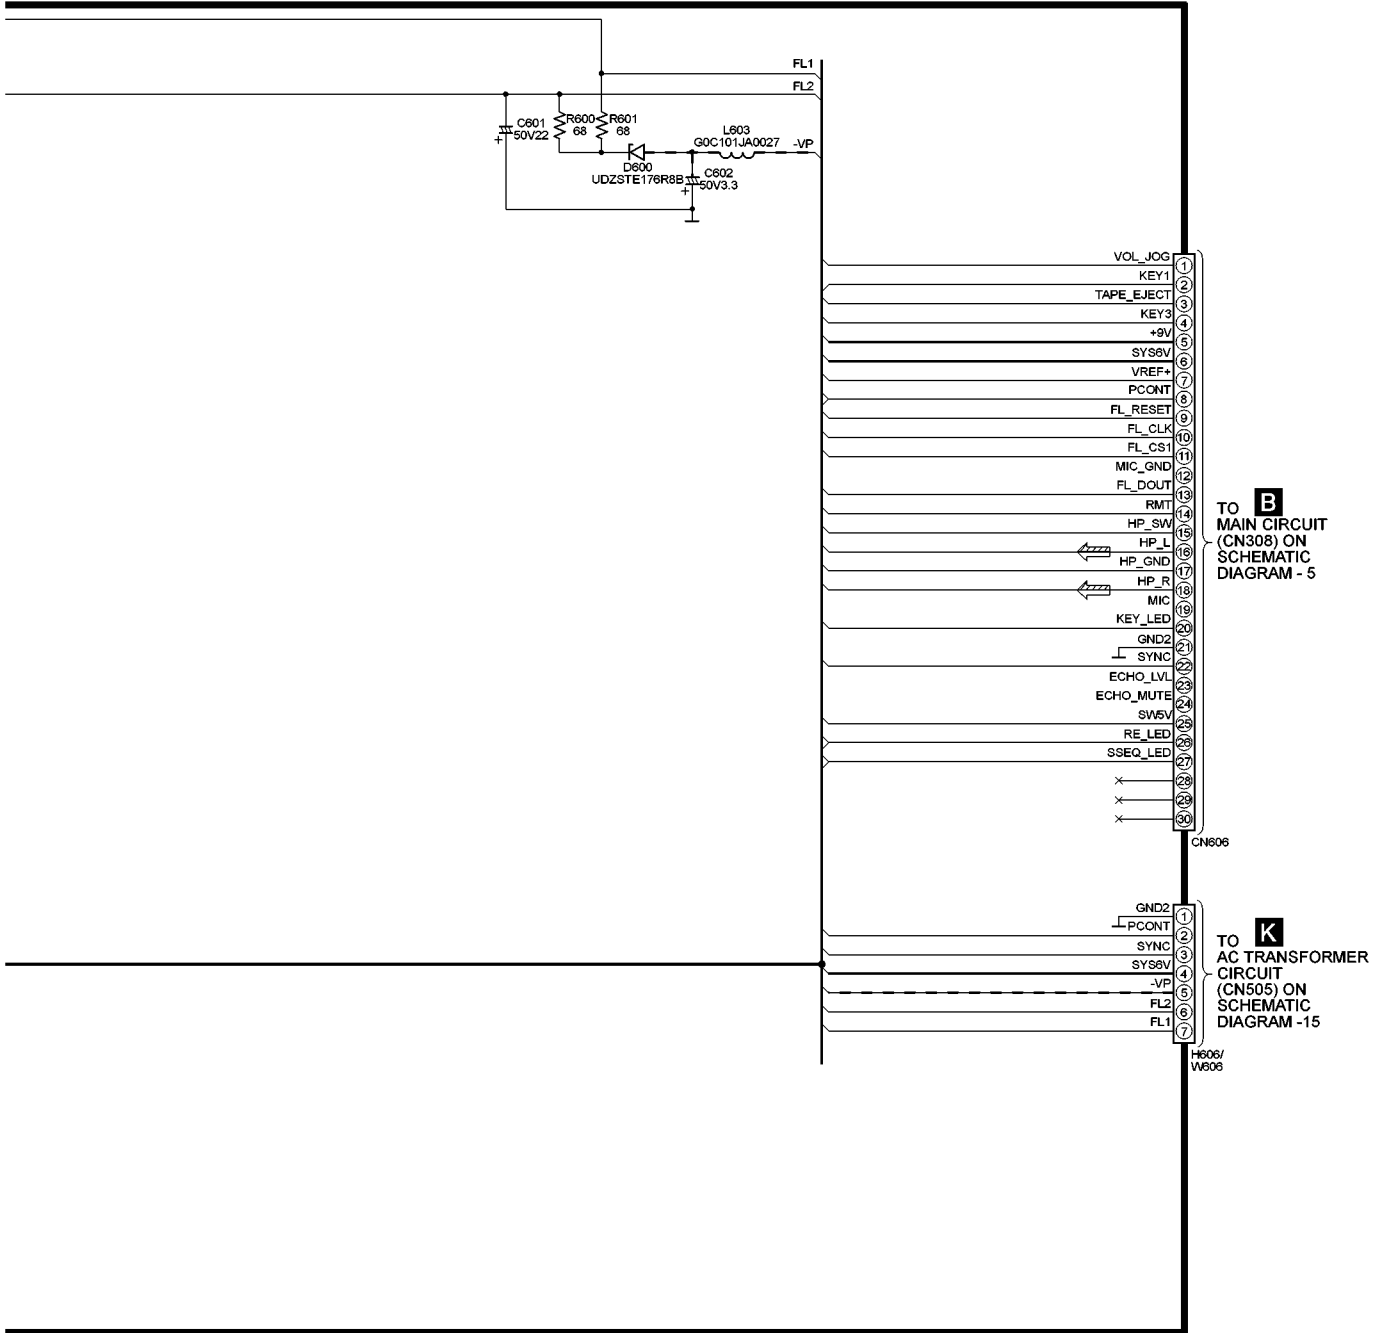 FL1
FL2
C601
50V22
R600
68
R601
68
L603
G0C101JA0027
-VP
D600
UDZSTE176R8B
C602
50V3.3
+
+
VOL_JOG 1
KEY1 2
TAPE_EJECT 3
KEY3 4
+9V 5
SYS6V 6
VREF+ 7
PCONT 8
FL_RESET 9
FL_CLK 10
FL_CS1 11
MIC_GND 12
FL_DOUT 13
RMT 14
HP_SW 15
HP_L 16
HP_GND 17
HP_R 18
MIC 19
KEY_LED 20
GND2 21
SYNC 22
ECHO_LVL 23
ECHO_MUTE 24
SW5V 25
RE_LED 26
SSEQ_LED 27
28
29
30
CN606
TO B
MAIN CIRCUIT
(CN308) ON
SCHEMATIC
DIAGRAM - 5
GND2 1
PCONT 2
SYNC 3
SYS6V 4
-VP 5
FL2 6
FL1 7
H606/
W606
TO K
AC TRANSFORMER
CIRCUIT
(CN505) ON
SCHEMATIC
DIAGRAM -15